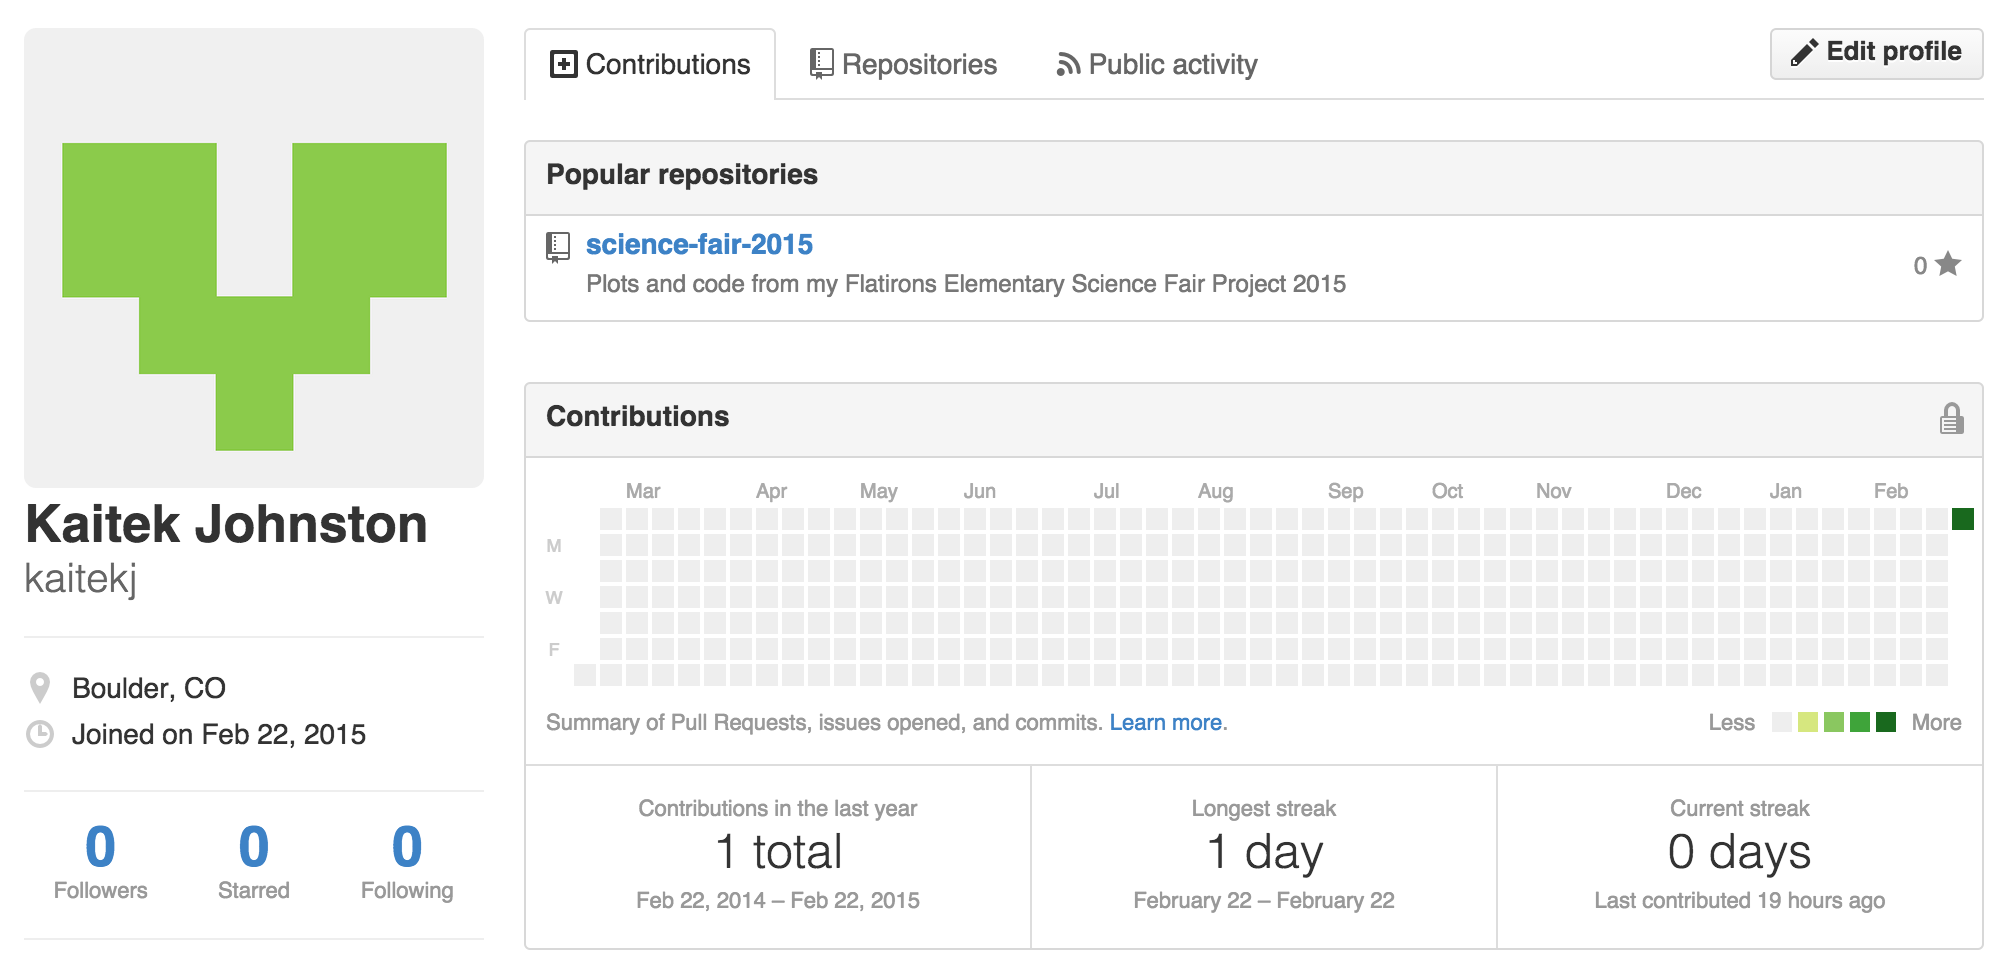 Contributions
Repositories
Public activity
Edit profile
Popular repositories
science-fair-2015
Plots and code from my Flatirons Elementary Science Fair Project 2015
0
Kaitek Johnston
kaitekj
Boulder, CO
Joined on Feb 22, 2015
0 0 0
Followers Starred Following
Contributions
Mar Apr May Jun Jul Aug Sep Oct Nov Dec Jan Feb
M
W
F
Summary of Pull Requests, issues opened, and commits. Learn more.
Less More
Contributions in the last year
1 total
Feb 22, 2014 – Feb 22, 2015
Longest streak
1 day
February 22 – February 22
Current streak
0 days
Last contributed 19 hours ago